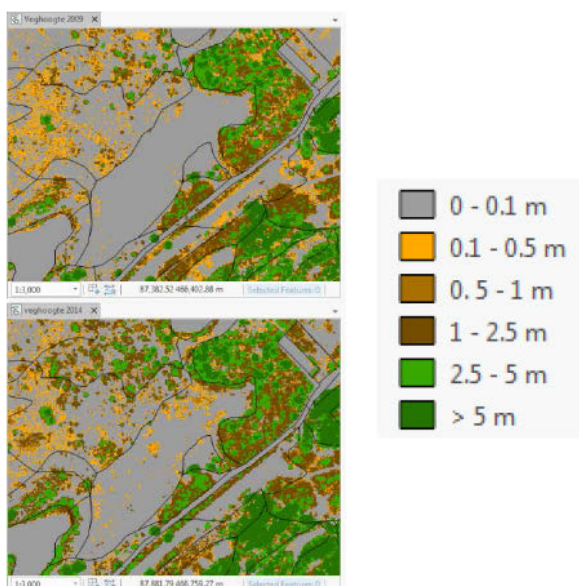 Veghoogte 2009
1:3,000
87,382.52 466,402.88 m
Selected Features: 0
veghoogte 2014
1:3,000
87,881.79 466,759.27 m
Selected Features: 0
0 - 0.1 m
0.1 - 0.5 m
0. 5 - 1 m
1 - 2.5 m
2.5 - 5 m
> 5 m